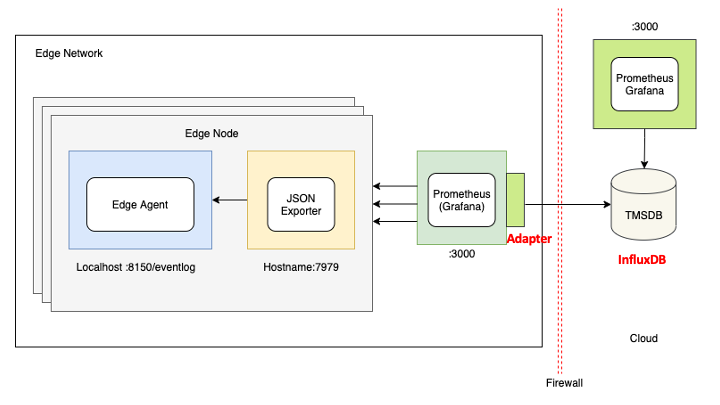 :3000
Edge Network
Prometheus
Grafana
Edge Node
Edge Agent
JSON
Exporter
Prometheus
(Grafana)
TMSDB
Adapter
:3000
InfluxDB
Localhost :8150/eventlog
Hostname:7979
Cloud
Firewall